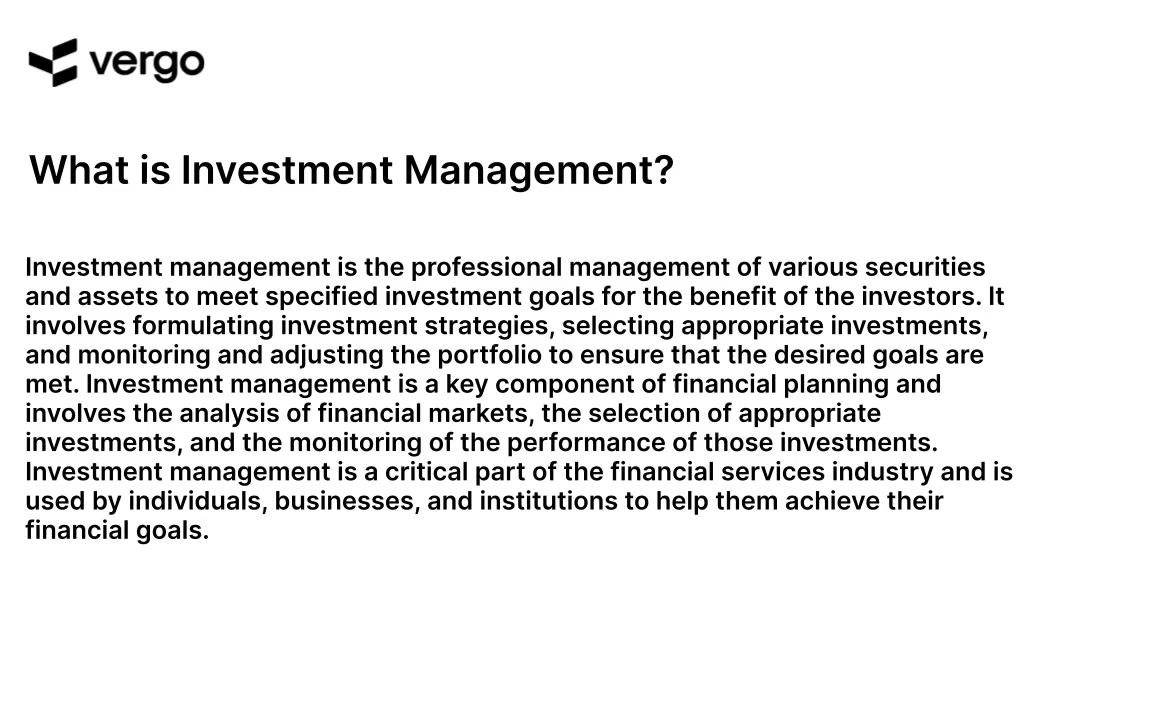 vergo
What is Investment Management?
Investment management is the professional management of various securities
and assets to meet specified investment goals for the benefit of the investors. It
involves formulating investment strategies, selecting appropriate investments,
and monitoring and adjusting the portfolio to ensure that the desired goals are
met. Investment management is a key component of financial planning and
involves the analysis of financial markets, the selection of appropriate
investments, and the monitoring of the performance of those investments.
Investment management is a critical part of the financial services industry and is
used by individuals, businesses, and institutions to help them achieve their
financial goals.